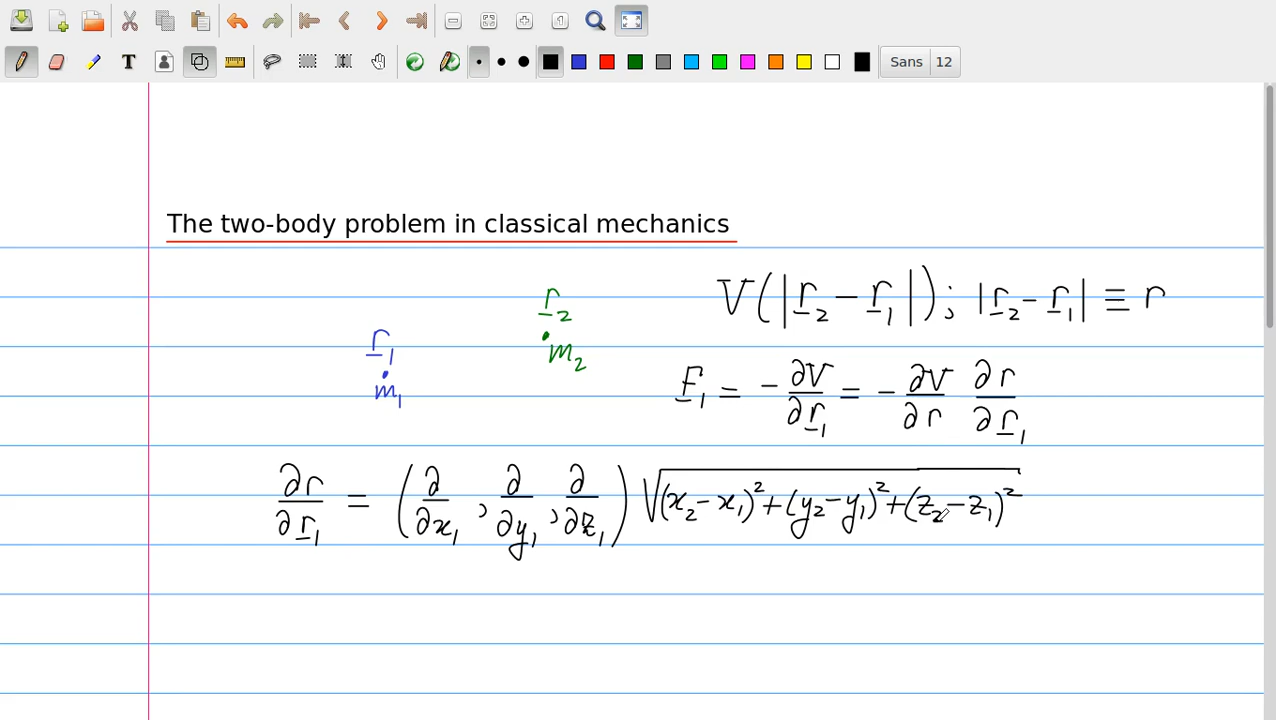 Sans 12
The two-body problem in classical mechanics
V(|r₂ − r₁|); |r₂ − r₁| ≡ r
r₂
m₂
r₁
m₁
F₁ = − ∂V/∂r₁ = − ∂V/∂r ∂r/∂r₁
∂r/∂r₁ = (∂/∂x₁, ∂/∂y₁, ∂/∂z₁) √((x₂ − x₁)² + (y₂ − y₁)² + (z₂ − z₁)²)